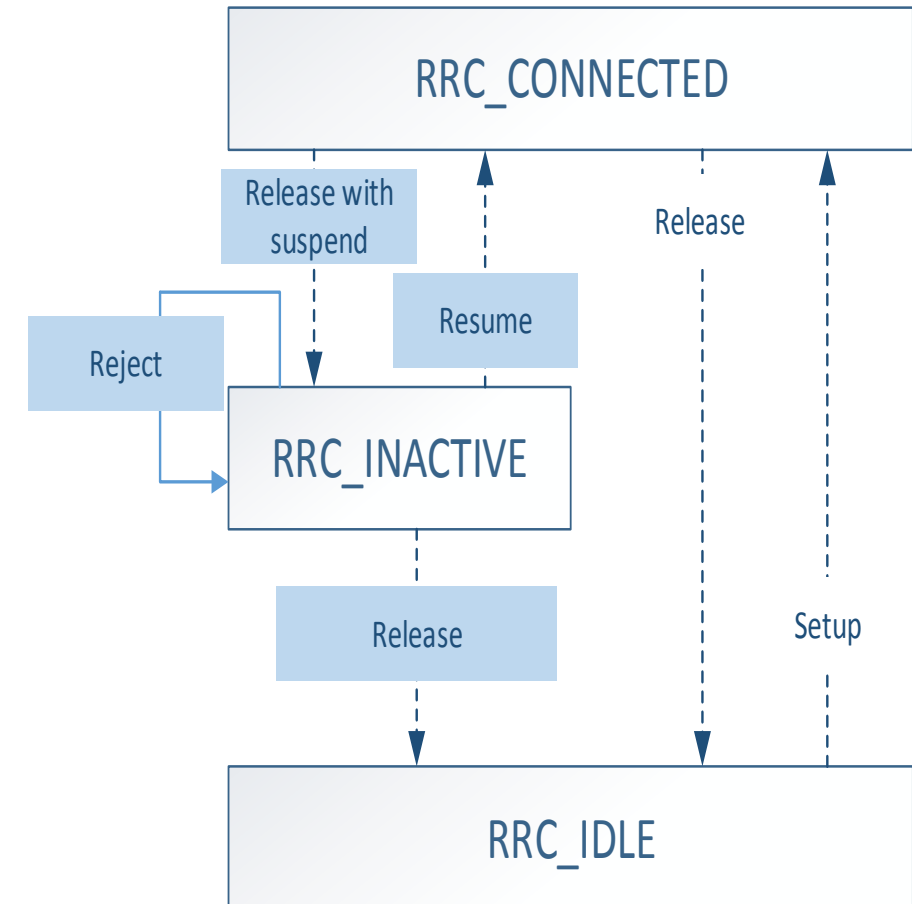 RRC_CONNECTED
Release with
suspend
Release
Resume
Reject
RRC_INACTIVE
Release
Setup
RRC_IDLE